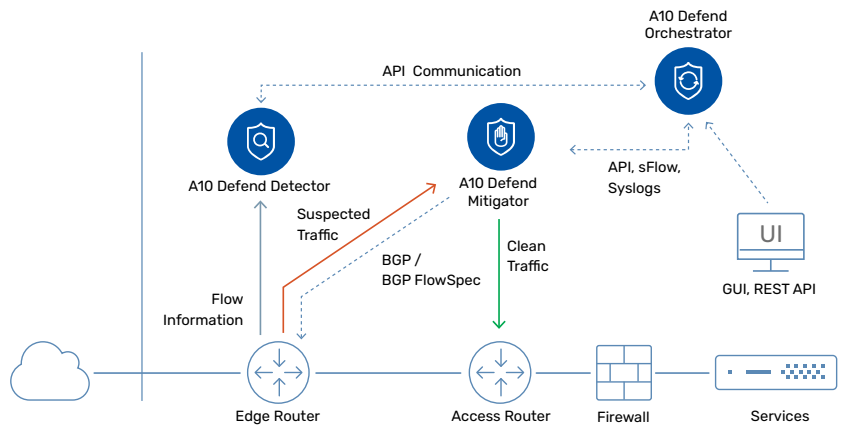 A10 Defend
Orchestrator
API Communication
A10 Defend Detector
A10 Defend
Mitigator
API, sFlow,
Syslogs
Suspected
Traffic
BGP /
BGP FlowSpec
Clean
Traffic
UI
GUI, REST API
Flow
Information
Edge Router
Access Router
Firewall
Services